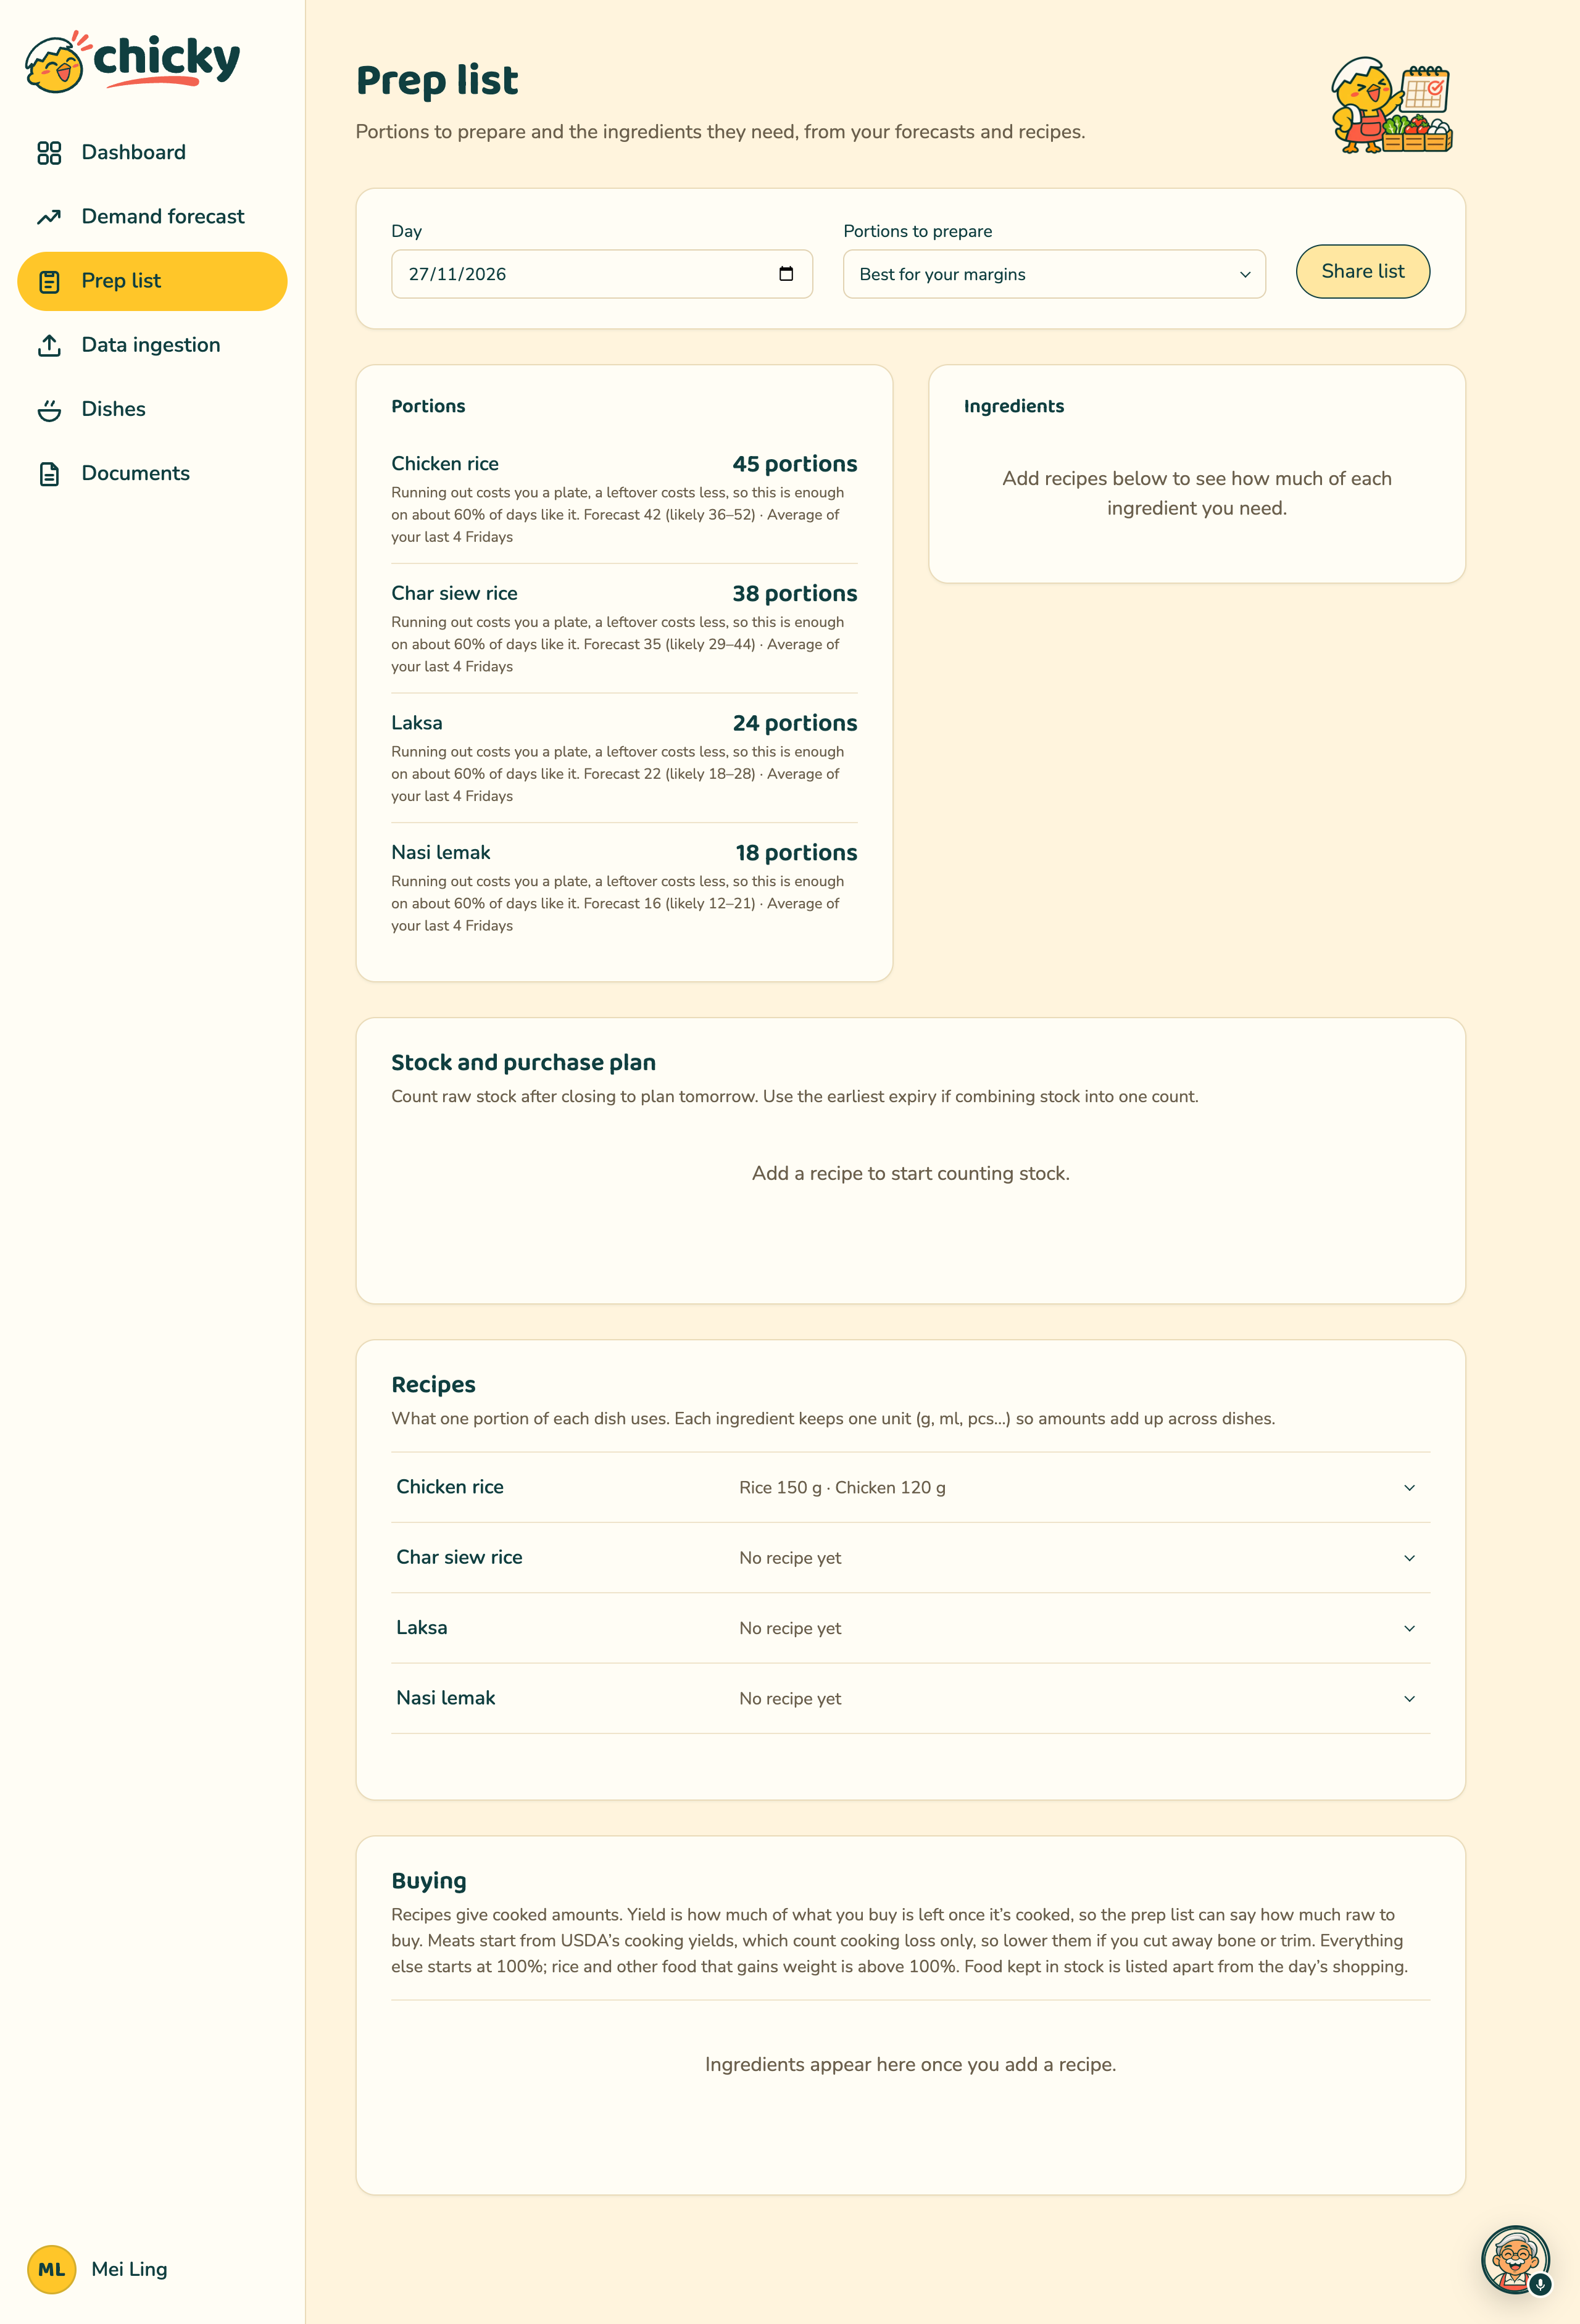 chicky
Dashboard
Demand forecast
Prep list
Data ingestion
Dishes
Documents
Prep list
Portions to prepare and the ingredients they need, from your forecasts and recipes.
Day
27/11/2026
Portions to prepare
Best for your margins
Share list
Portions
Chicken rice
45 portions
Running out costs you a plate, a leftover costs less, so this is enough
on about 60% of days like it. Forecast 42 (likely 36–52) · Average of
your last 4 Fridays
Char siew rice
38 portions
Running out costs you a plate, a leftover costs less, so this is enough
on about 60% of days like it. Forecast 35 (likely 29–44) · Average of
your last 4 Fridays
Laksa
24 portions
Running out costs you a plate, a leftover costs less, so this is enough
on about 60% of days like it. Forecast 22 (likely 18–28) · Average of
your last 4 Fridays
Nasi lemak
18 portions
Running out costs you a plate, a leftover costs less, so this is enough
on about 60% of days like it. Forecast 16 (likely 12–21) · Average of
your last 4 Fridays
Ingredients
Add recipes below to see how much of each
ingredient you need.
Stock and purchase plan
Count raw stock after closing to plan tomorrow. Use the earliest expiry if combining stock into one count.
Add a recipe to start counting stock.
Recipes
What one portion of each dish uses. Each ingredient keeps one unit (g, ml, pcs...) so amounts add up across dishes.
Chicken rice
Rice 150 g · Chicken 120 g
Char siew rice
No recipe yet
Laksa
No recipe yet
Nasi lemak
No recipe yet
Buying
Recipes give cooked amounts. Yield is how much of what you buy is left once it’s cooked, so the prep list can say how much raw to
buy. Meats start from USDA’s cooking yields, which count cooking loss only, so lower them if you cut away bone or trim. Everything
else starts at 100%; rice and other food that gains weight is above 100%. Food kept in stock is listed apart from the day’s shopping.
Ingredients appear here once you add a recipe.
ML
Mei Ling